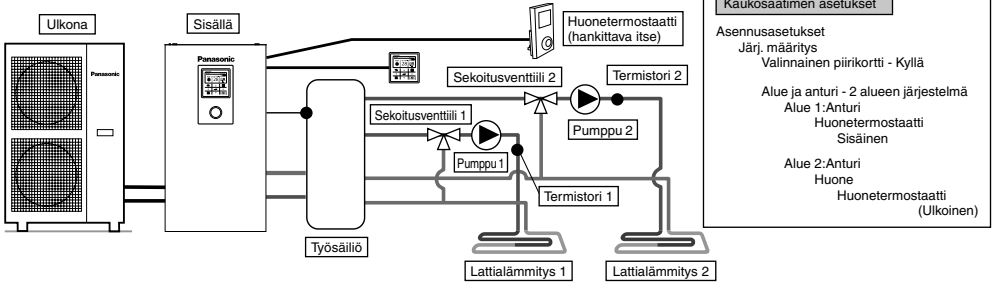 Ulkona
Sisällä
Panasonic
Panasonic
Huonetermostaatti
(hankittava itse)
Sekoitusventtiili 2
Termistori 2
Sekoitusventtiili 1
Pumppu 2
Pumppu 1
Termistori 1
Työsäiliö
Lattialämmitys 1
Lattialämmitys 2
Kaukosäätimen asetukset
Asennusasetukset
Järj. määritys
Valinnainen piirikortti - Kyllä
Alue ja anturi - 2 alueen järjestelmä
Alue 1:Anturi
Huonetermostaatti
Sisäinen
Alue 2:Anturi
Huone
Huonetermostaatti
(Ulkoinen)